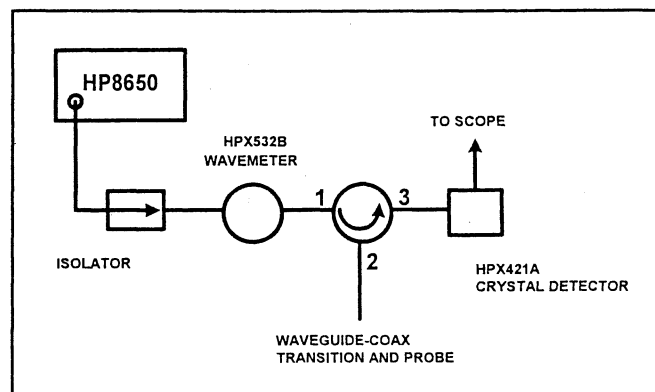 HP8650
TO SCOPE
HPX532B
WAVEMETER
1
3
2
ISOLATOR
HPX421A
CRYSTAL DETECTOR
WAVEGUIDE-COAX
TRANSITION AND PROBE